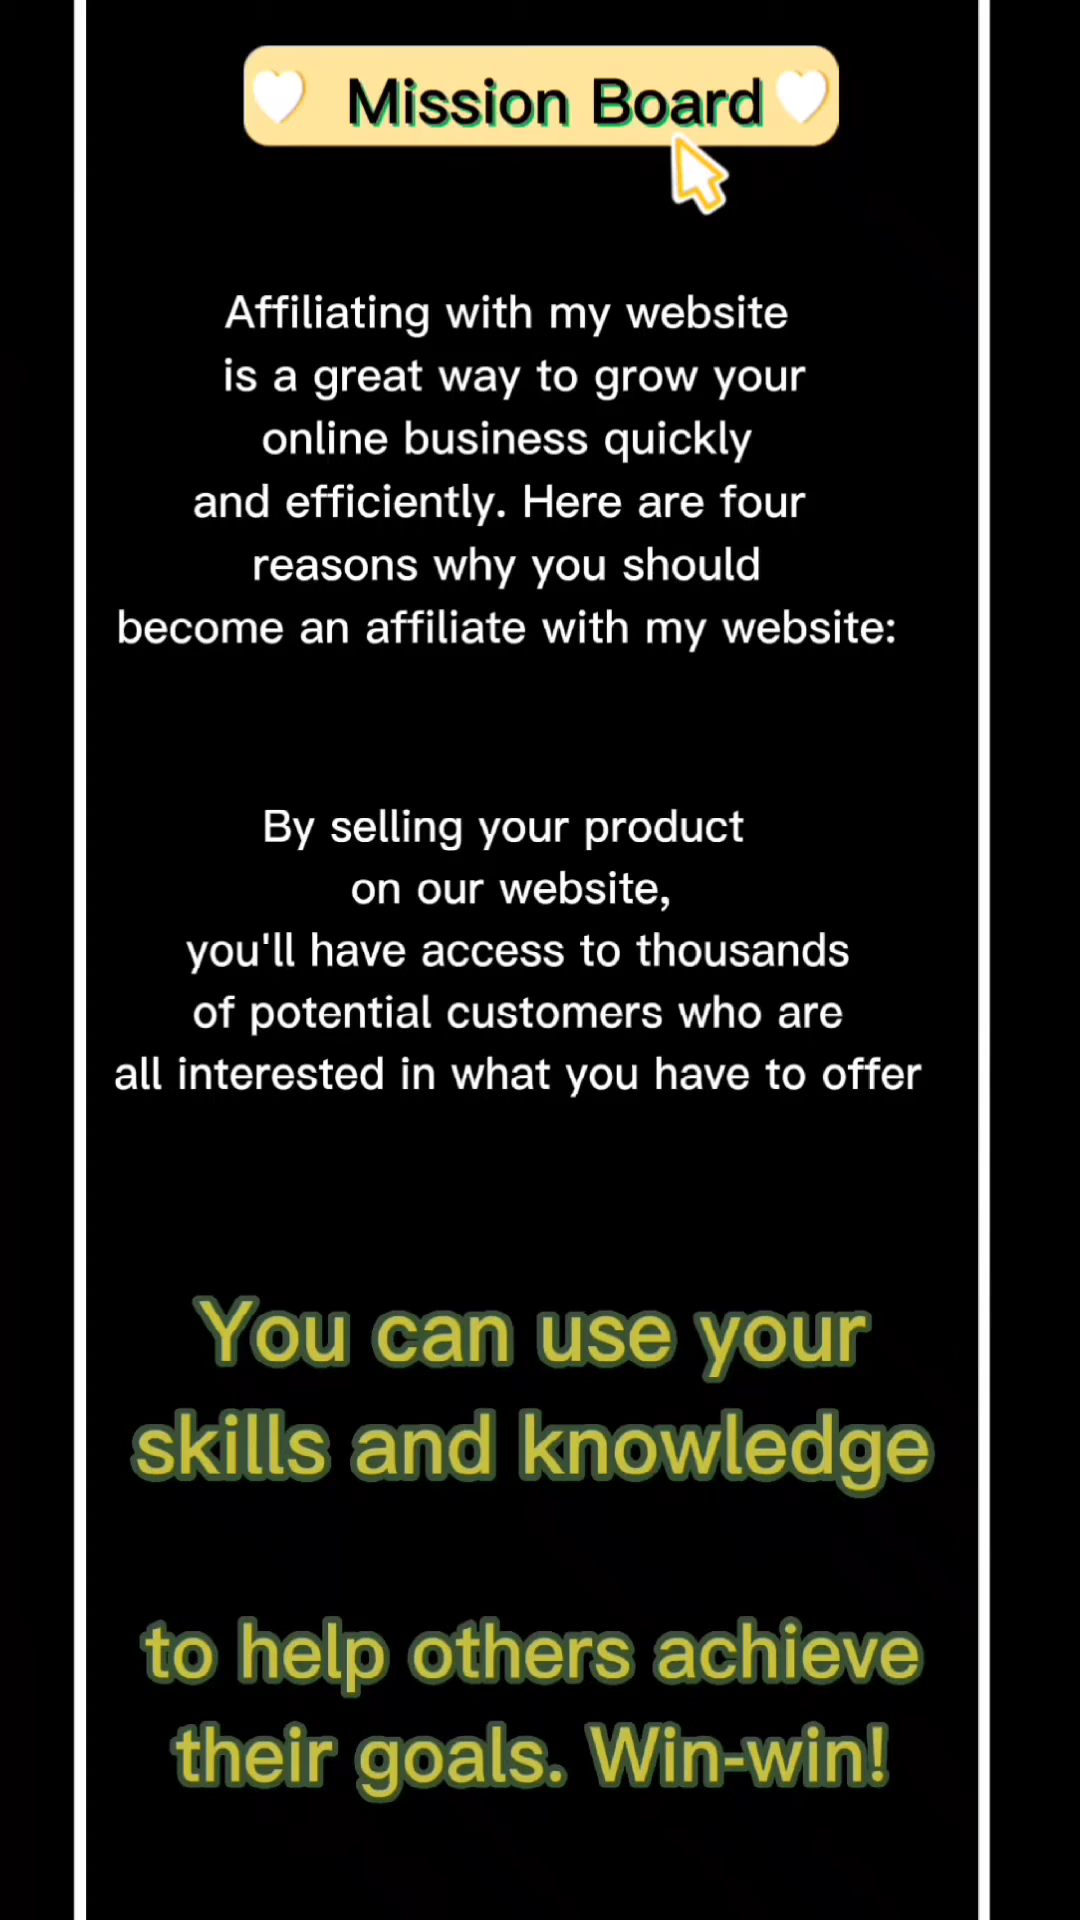 Mission Board
Affiliating with my website
is a great way to grow your
online business quickly
and efficiently. Here are four
reasons why you should
become an affiliate with my website:
By selling your product
on our website,
you'll have access to thousands
of potential customers who are
all interested in what you have to offer
You can use your
skills and knowledge
to help others achieve
their goals. Win-win!